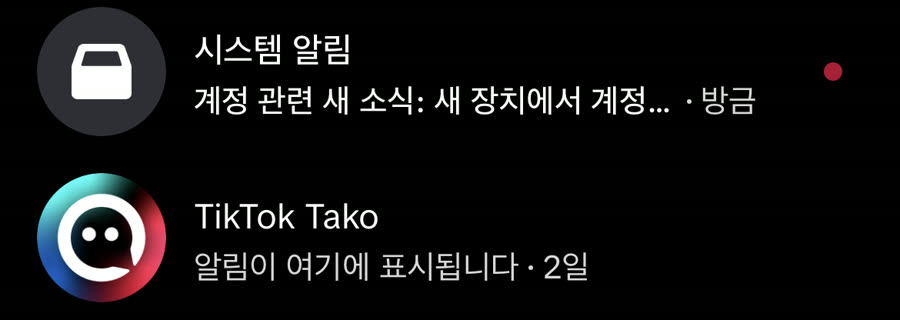 시스템 알림
계정 관련 새 소식: 새 장치에서 계정... · 방금
TikTok Tako
알림이 여기에 표시됩니다 · 2일